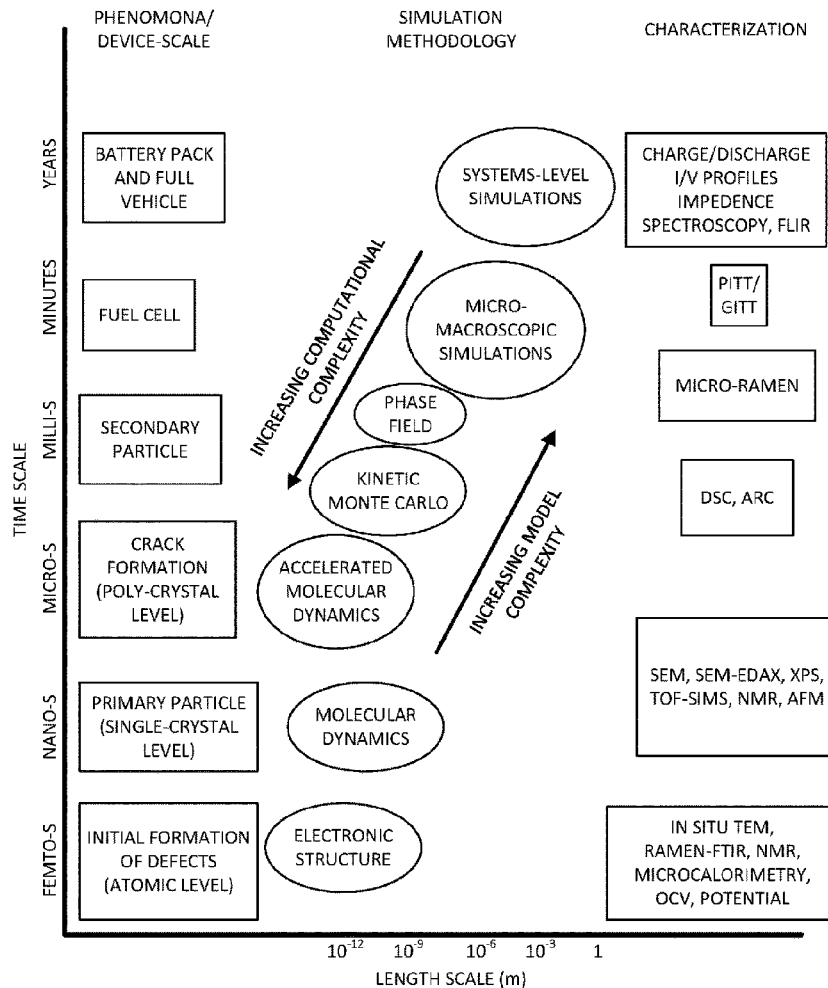 PHENOMONA/
DEVICE-SCALE
SIMULATION
METHODOLOGY
CHARACTERIZATION
TIME SCALE
YEARS
BATTERY PACK
AND FULL
VEHICLE
SYSTEMS-LEVEL
SIMULATIONS
CHARGE/DISCHARGE
I/V PROFILES
IMPEDENCE
SPECTROSCOPY, FLIR
MINUTES
FUEL CELL
INCREASING COMPUTATIONAL
COMPLEXITY
MICRO-
MACROSCOPIC
SIMULATIONS
PITT/
GITT
MICRO-RAMEN
MILLI-S
SECONDARY
PARTICLE
PHASE
FIELD
KINETIC
MONTE CARLO
DSC, ARC
MICRO-S
CRACK
FORMATION
(POLY-CRYSTAL
LEVEL)
ACCELERATED
MOLECULAR
DYNAMICS
INCREASING MODEL
COMPLEXITY
NANO-S
PRIMARY PARTICLE
(SINGLE-CRYSTAL
LEVEL)
MOLECULAR
DYNAMICS
SEM, SEM-EDAX, XPS,
TOF-SIMS, NMR, AFM
FEMTO-S
INITIAL FORMATION
OF DEFECTS
(ATOMIC LEVEL)
ELECTRONIC
STRUCTURE
IN SITU TEM,
RAMEN-FTIR, NMR,
MICROCALORIMETRY,
OCV, POTENTIAL
10⁻¹² 10⁻⁹ 10⁻⁶ 10⁻³ 1
LENGTH SCALE (m)